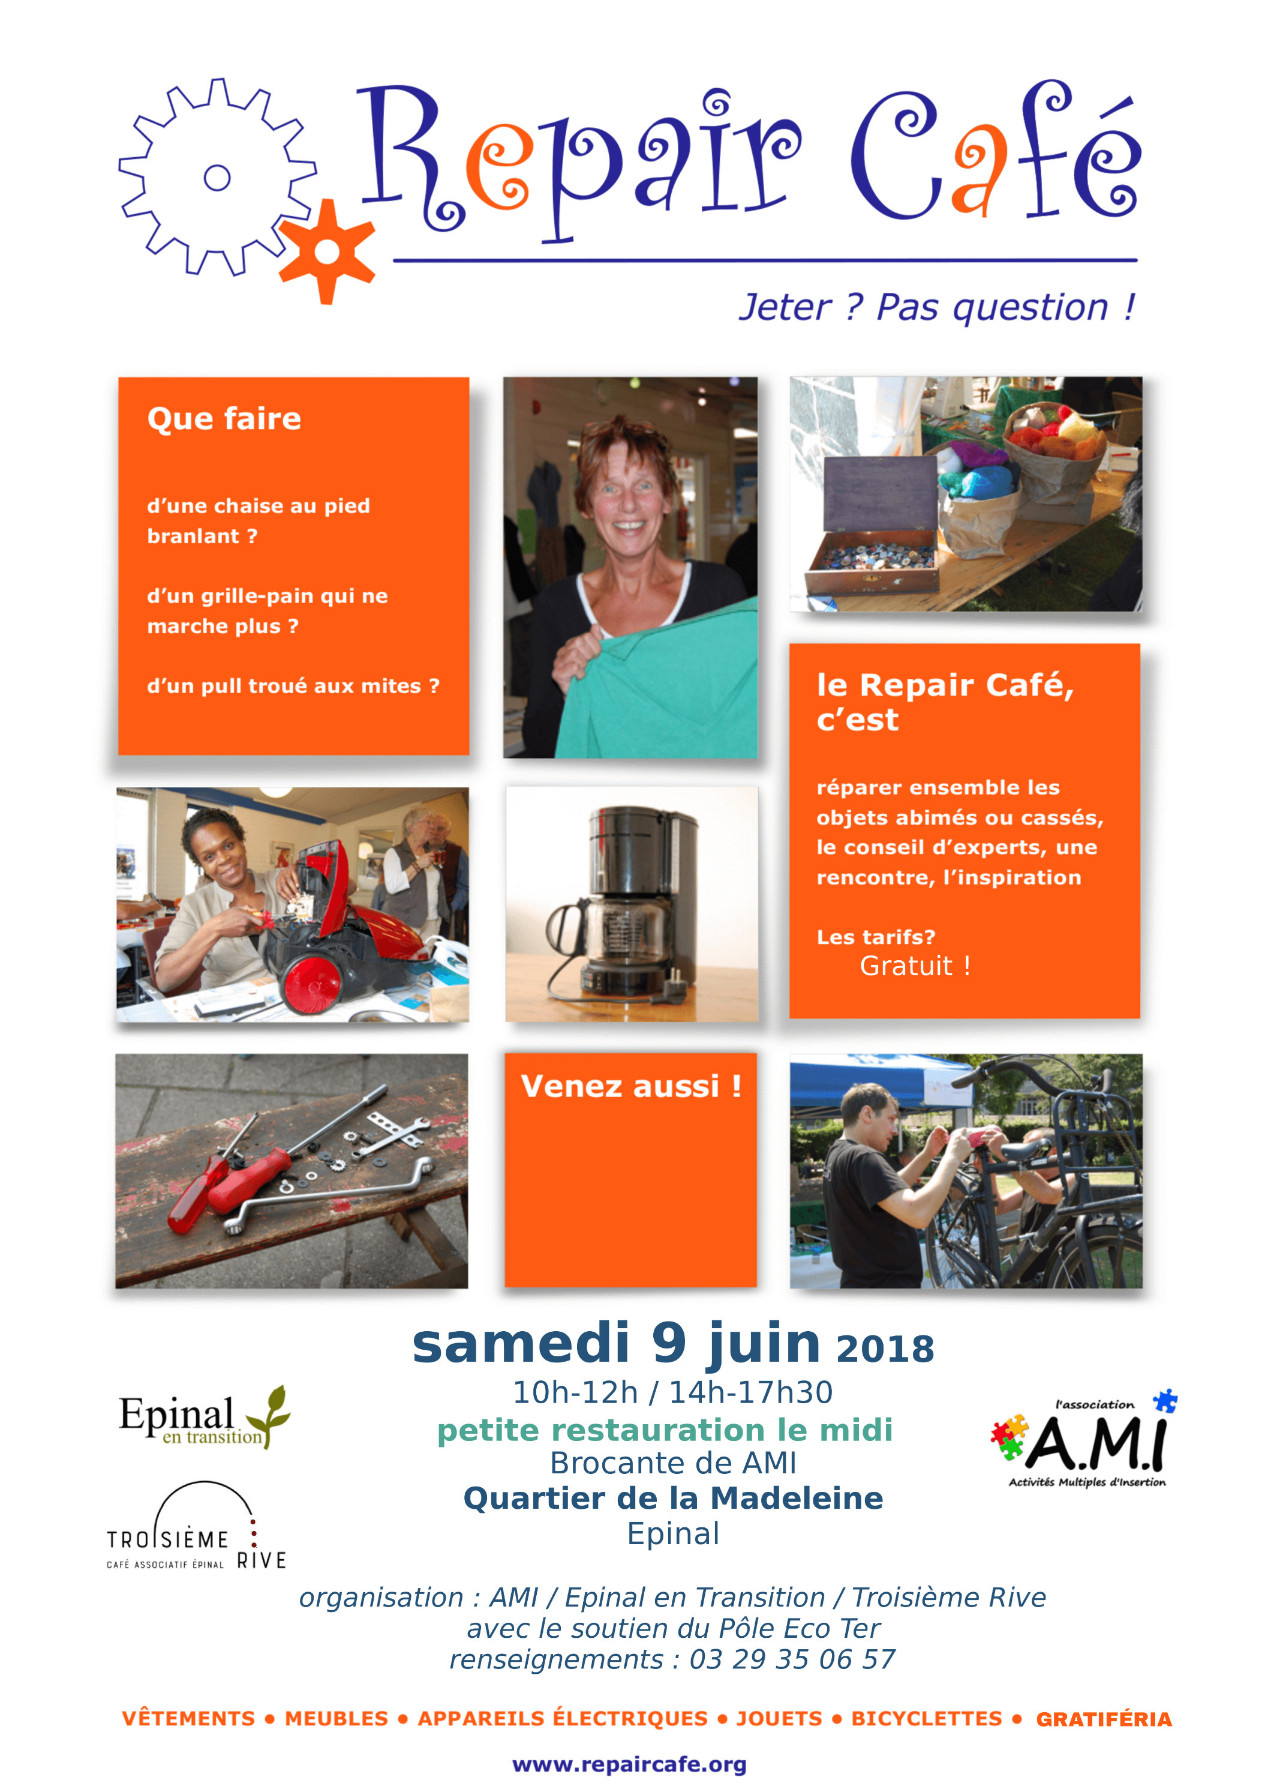 Repair Café
Jeter ? Pas question !
Que faire
d'une chaise au pied
branlant ?
d'un grille-pain qui ne
marche plus ?
d'un pull troué aux mites ?
le Repair Café,
c'est
réparer ensemble les
objets abimés ou cassés,
le conseil d'experts, une
rencontre, l'inspiration
Les tarifs?
Gratuit !
Venez aussi !
samedi 9 juin 2018
10h-12h / 14h-17h30
petite restauration le midi
Brocante de AMI
Quartier de la Madeleine
Epinal
Epinal
en transition
TROISIÈME
CAFÉ ASSOCIATIF ÉPINAL RIVE
l'association
A.M.I
Activités Multiples d'Insertion
organisation : AMI / Epinal en Transition / Troisième Rive
avec le soutien du Pôle Eco Ter
renseignements : 03 29 35 06 57
VÊTEMENTS • MEUBLES • APPAREILS ÉLECTRIQUES • JOUETS • BICYCLETTES • GRATIFÉRIA
www.repaircafe.org